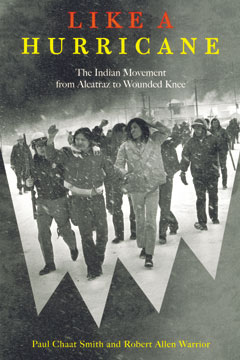 LIKE A
HURRICANE
The Indian Movement
from Alcatraz to Wounded Knee
Paul Chaat Smith and Robert Allen Warrior